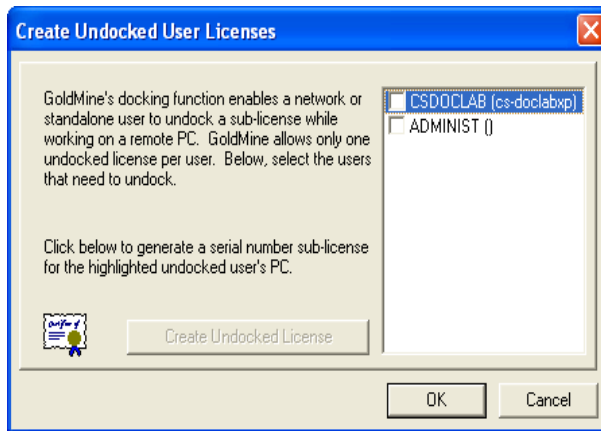 Create Undocked User Licenses
GoldMine's docking function enables a network or
standalone user to undock a sub-license while
working on a remote PC. GoldMine allows only one
undocked license per user. Below, select the users
that need to undock.
Click below to generate a serial number sub-license
for the highlighted undocked user's PC.
Create Undocked License
CSDOCLAB (cs-doclabxp)
ADMINIST ()
OK
Cancel